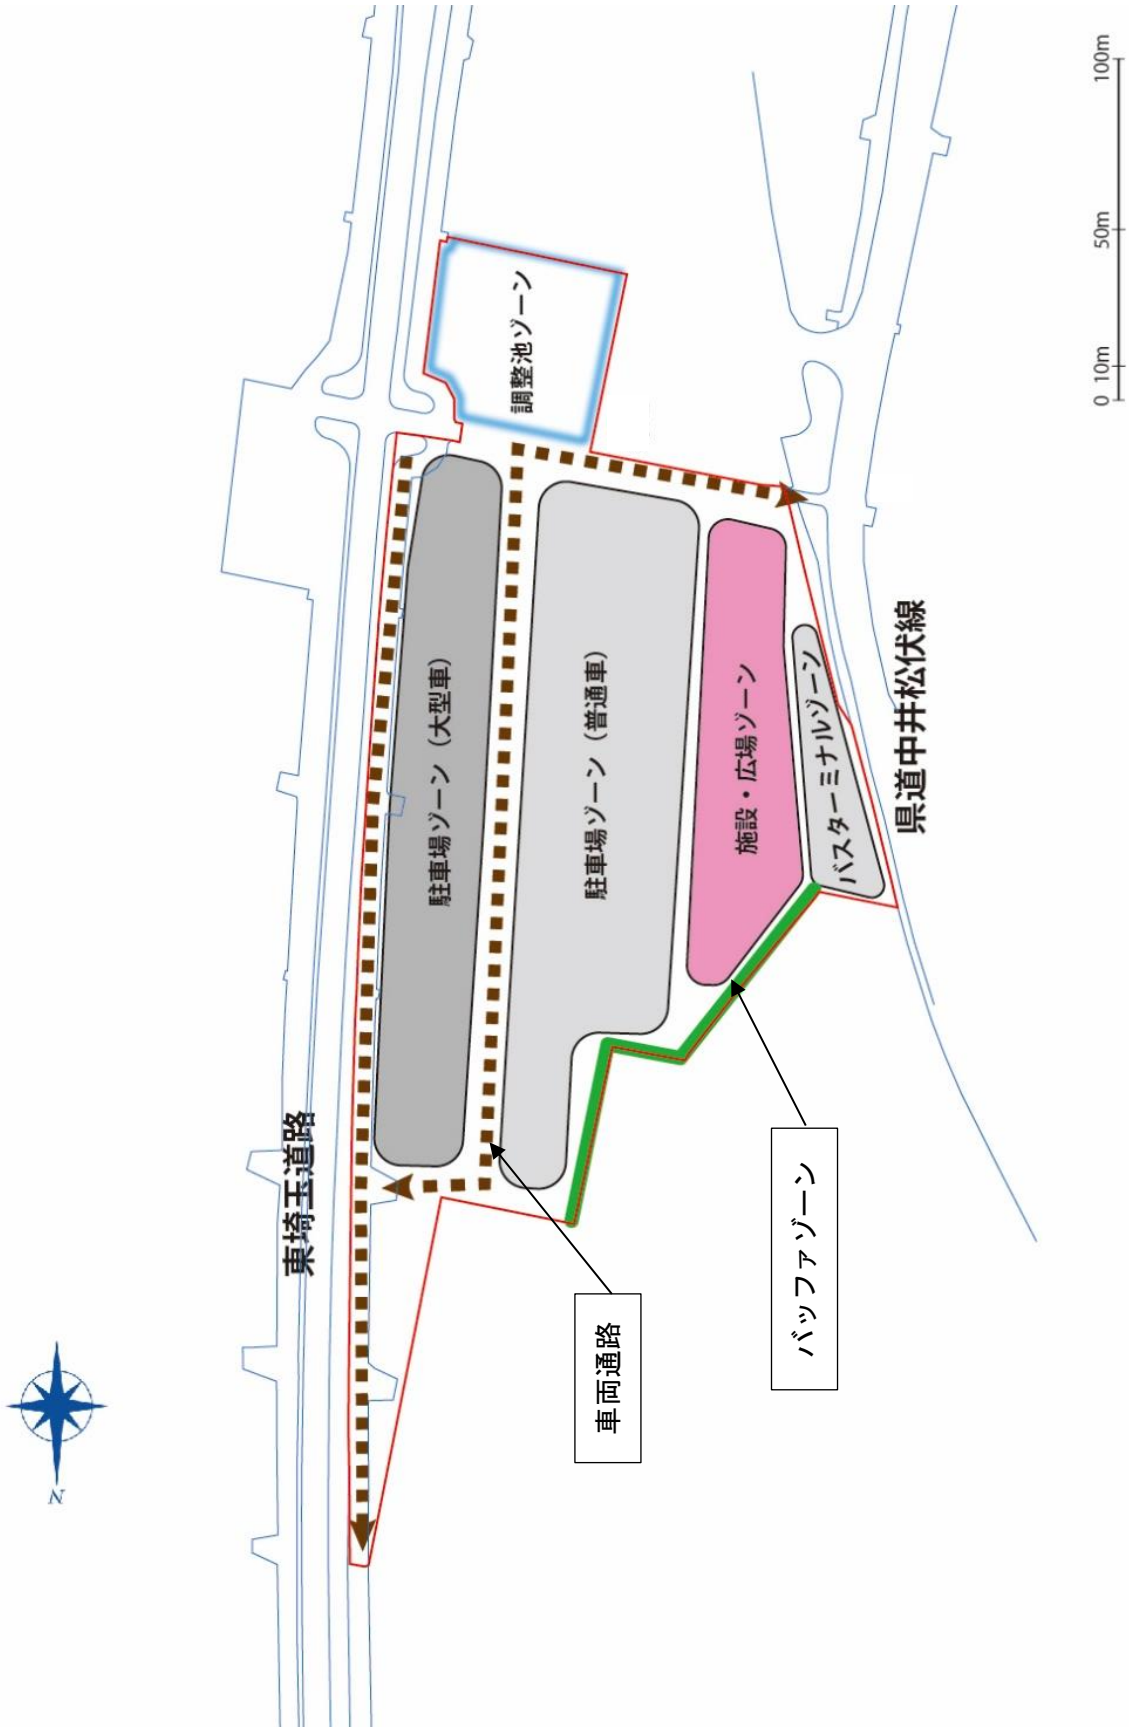 東埼玉道路
駐車場ゾーン（大型車）
調整池ゾーン
駐車場ゾーン（普通車）
施設・広場ゾーン
バスターミナルゾーン
県道中井松伏線
車両通路
バッファゾーン
N
0 10m 50m 100m